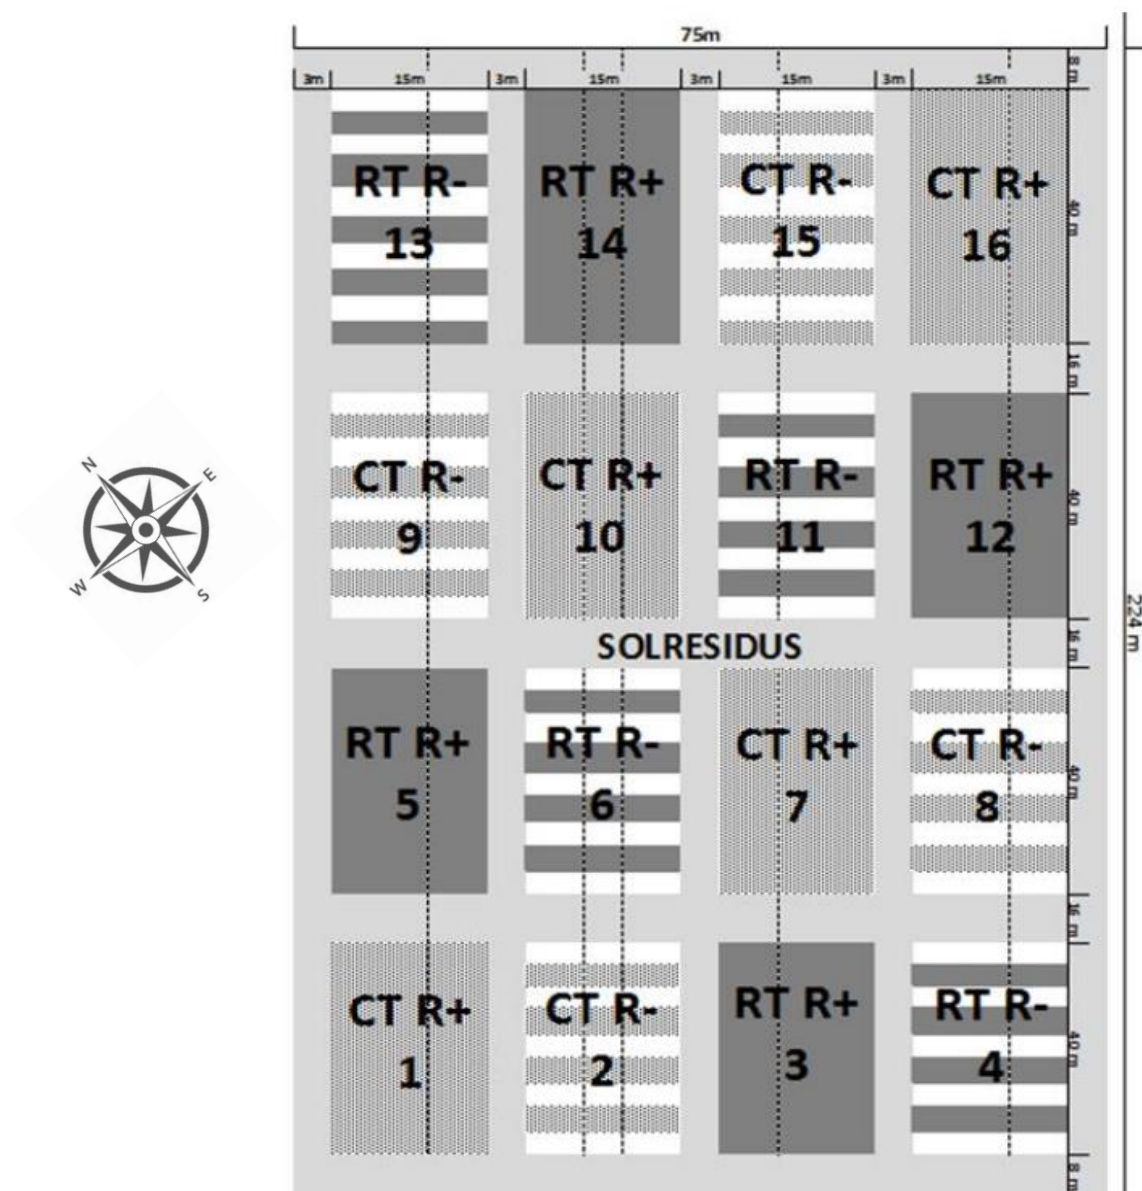 75m
8 m
3m 15m 3m 15m 3m 15m 3m 15m
RT R- RT R+ CT R- CT R+
13 14 15 16
40 m
16 m
N
E
W
S
CT R- CT R+ RT R- RT R+
9 10 11 12
40 m
224 m
SOLRESIDUS
16 m
RT R+ RT R- CT R+ CT R-
5 6 7 8
40 m
16 m
CT R+ CT R- RT R+ RT R-
1 2 3 4
40 m
8 m